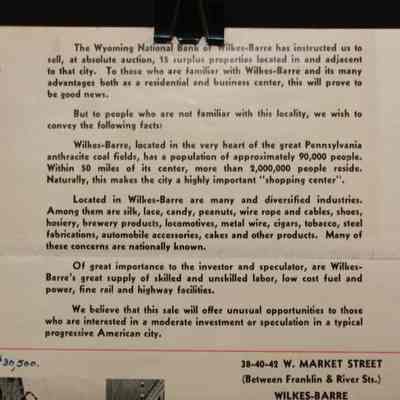 The Wyoming National Bank of Wilkes-Barre has instructed us to
sell, at absolute auction, 15 surplus properties located in and adjacent
to that city. To those who are familiar with Wilkes-Barre and its many
advantages both as a residential and business center, this will prove to
be good news.
But to people who are not familiar with this locality, we wish to
convey the following facts:
Wilkes-Barre, located in the very heart of the great Pennsylvania
anthracite coal fields, has a population of approximately 90,000 people.
Within 50 miles of its center, more than 2,000,000 people reside.
Naturally, this makes the city a highly important "shopping center".
Located in Wilkes-Barre are many and diversified industries.
Among them are silk, lace, candy, peanuts, wire rope and cables, shoes,
hosiery, brewery products, locomotives, metal wire, cigars, tobacco, steel
fabrications, automobile accessories, cakes and other products. Many of
these concerns are nationally known.
Of great importance to the investor and speculator, are Wilkes-
Barre's great supply of skilled and unskilled labor, low cost fuel and
power, fine rail and highway facilities.
We believe that this sale will offer unusual opportunities to those
who are interested in a moderate investment or speculation in a typical
progressive American city.
38-40-42 W. MARKET STREET
(Between Franklin & River Sts.)
WILKES-BARRE